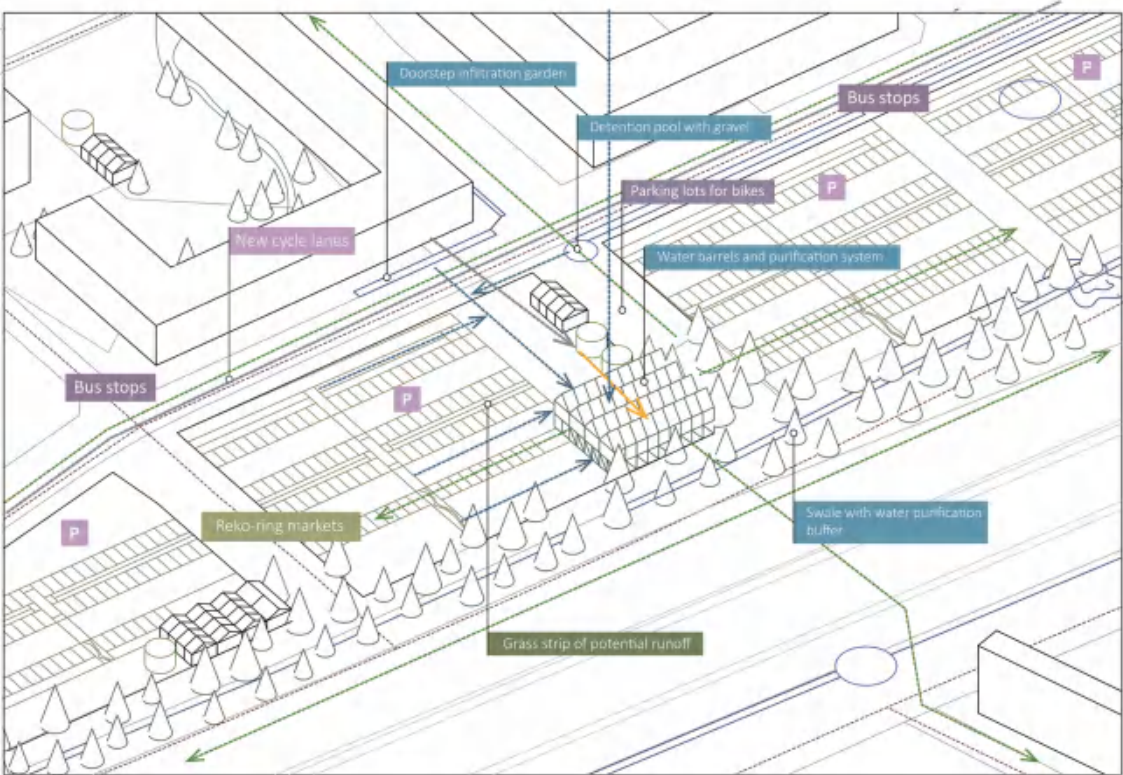 P
Doorstep infiltration garden
Bus stops
Detention pool with gravel
Parking lots for bikes
P
New cycle lanes
Water barrels and purification system
Bus stops
P
Swale with water purification
buffer
Reko-ring markets
P
Grass strip of potential runoff